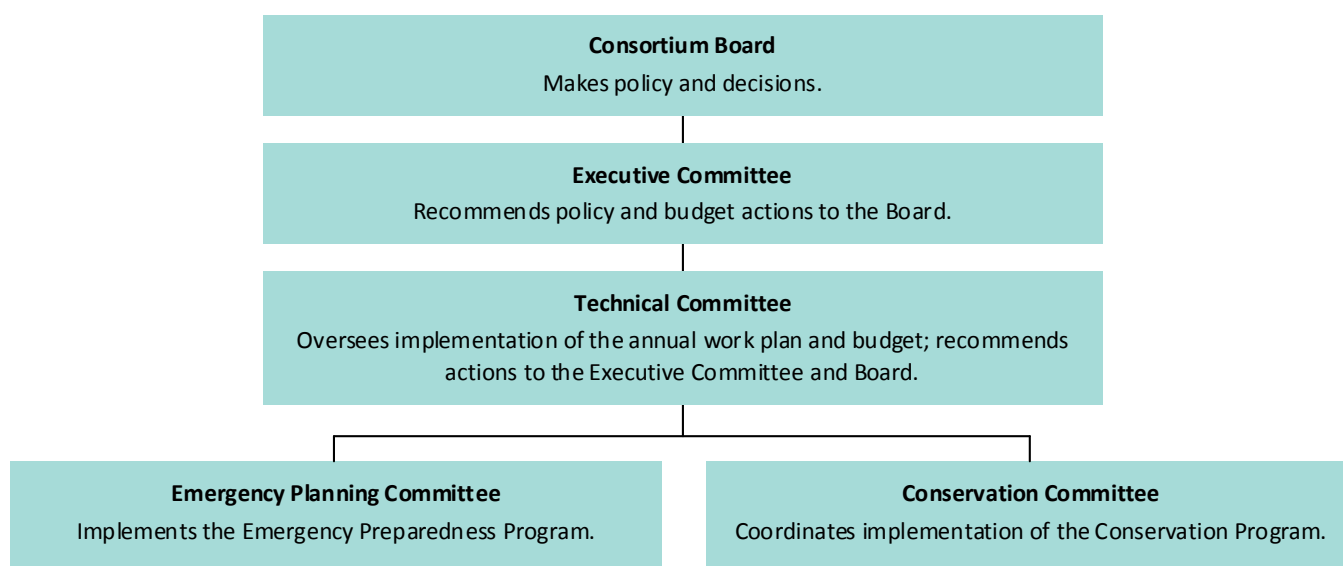 Consortium Board
Makes policy and decisions.
Executive Committee
Recommends policy and budget actions to the Board.
Technical Committee
Oversees implementation of the annual work plan and budget; recommends
actions to the Executive Committee and Board.
Emergency Planning Committee
Implements the Emergency Preparedness Program.
Conservation Committee
Coordinates implementation of the Conservation Program.